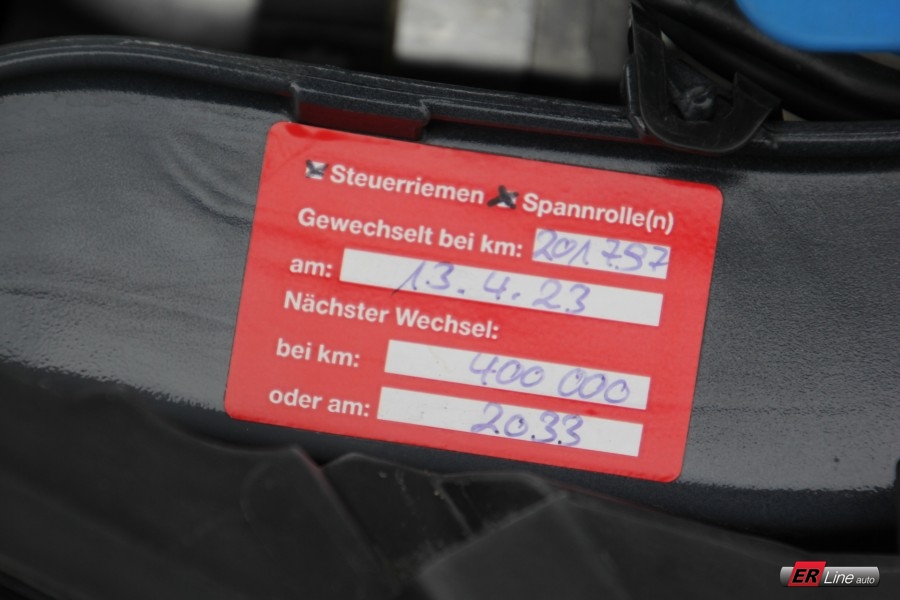 Steuerriemen Spannrolle(n)
Gewechselt bei km: 201797
am: 13.4.23
Nächster Wechsel:
bei km: 400 000
oder am: 2033
ER Line auto